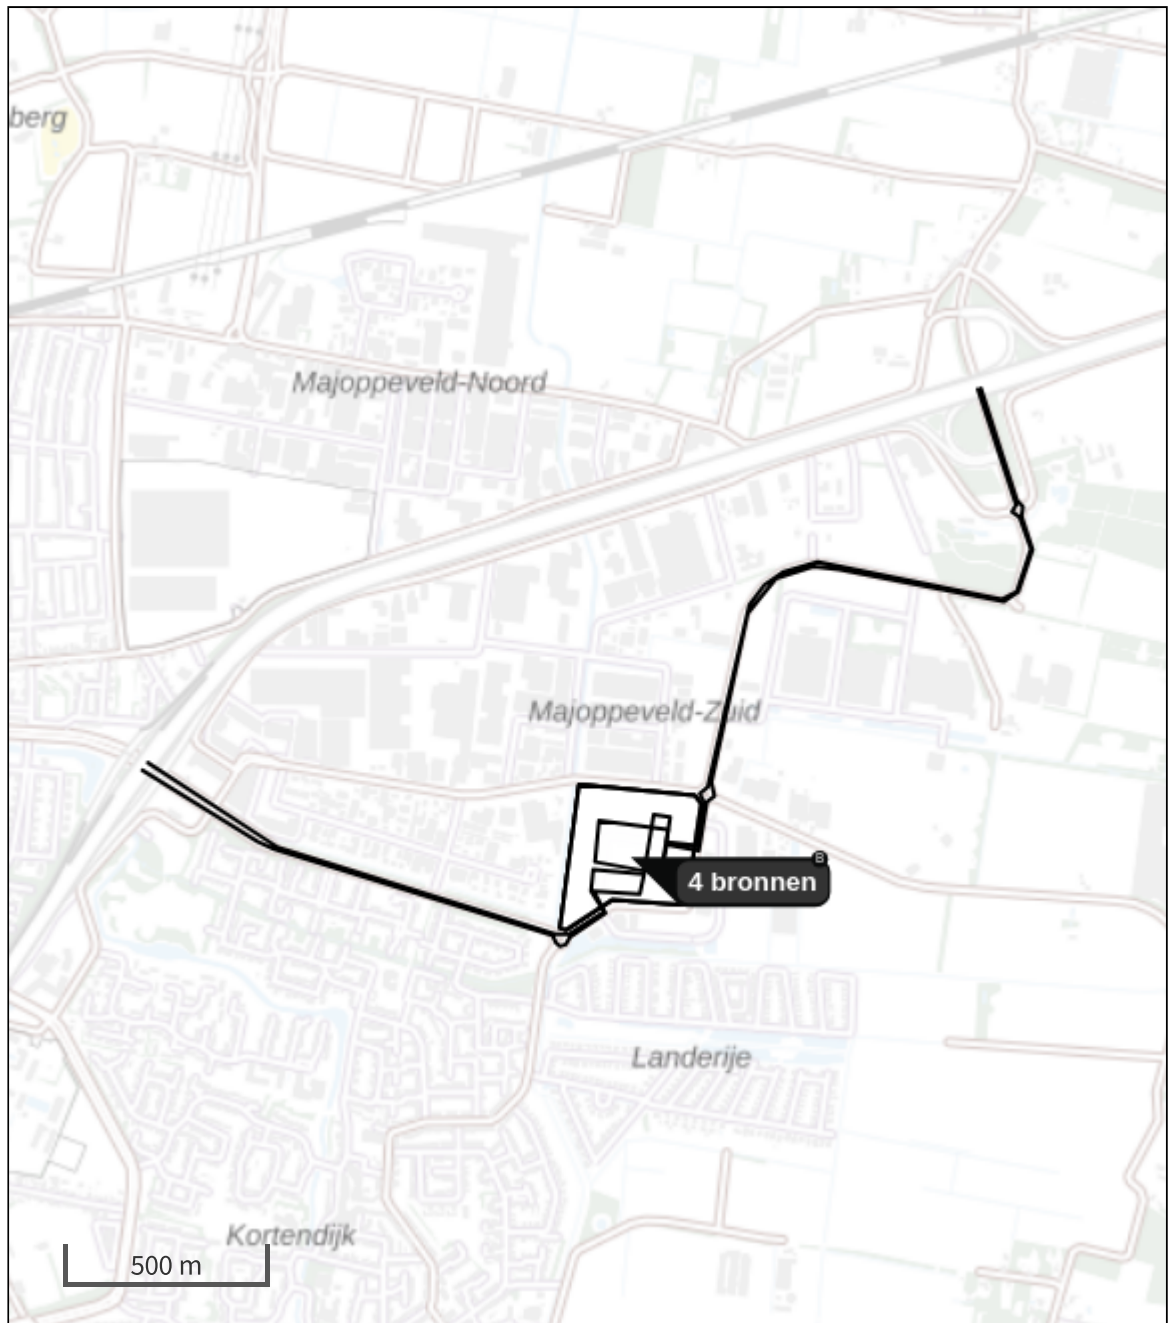 berg
Majoppeveld-Noord
Majoppeveld-Zuid
B
4 bronnen
Landerije
Kortendijk
500 m